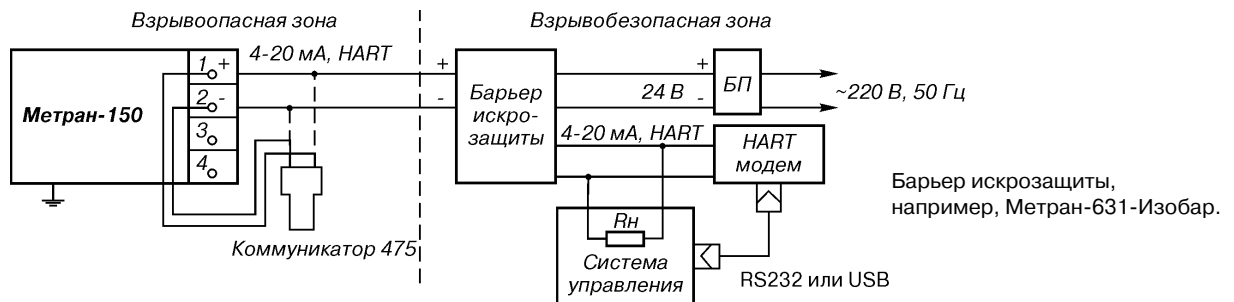 Взрывоопасная зона
Взрывобезопасная зона
Метран-150
1 +
2 -
3
4
4-20 мА, HART
Коммуникатор 475
+
-
Барьер
искро-
защиты
+
24 В -
БП
~220 В, 50 Гц
4-20 мА, HART
HART
модем
Rн
Система
управления
RS232 или USB
Барьер искрозащиты,
например, Метран-631-Изобар.